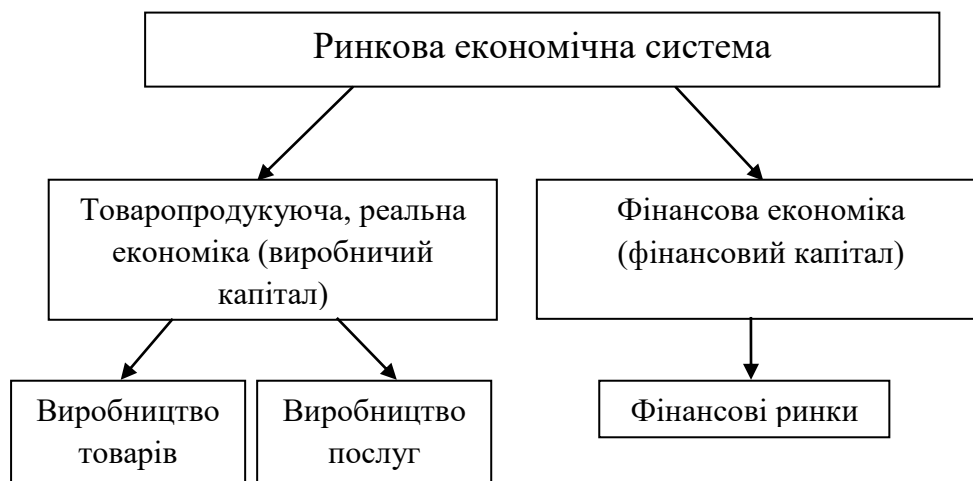 Ринкова економічна система
Товаропродукуюча, реальна
економіка (виробничий
капітал)
Фінансова економіка
(фінансовий капітал)
Виробництво
товарів
Виробництво
послуг
Фінансові ринки